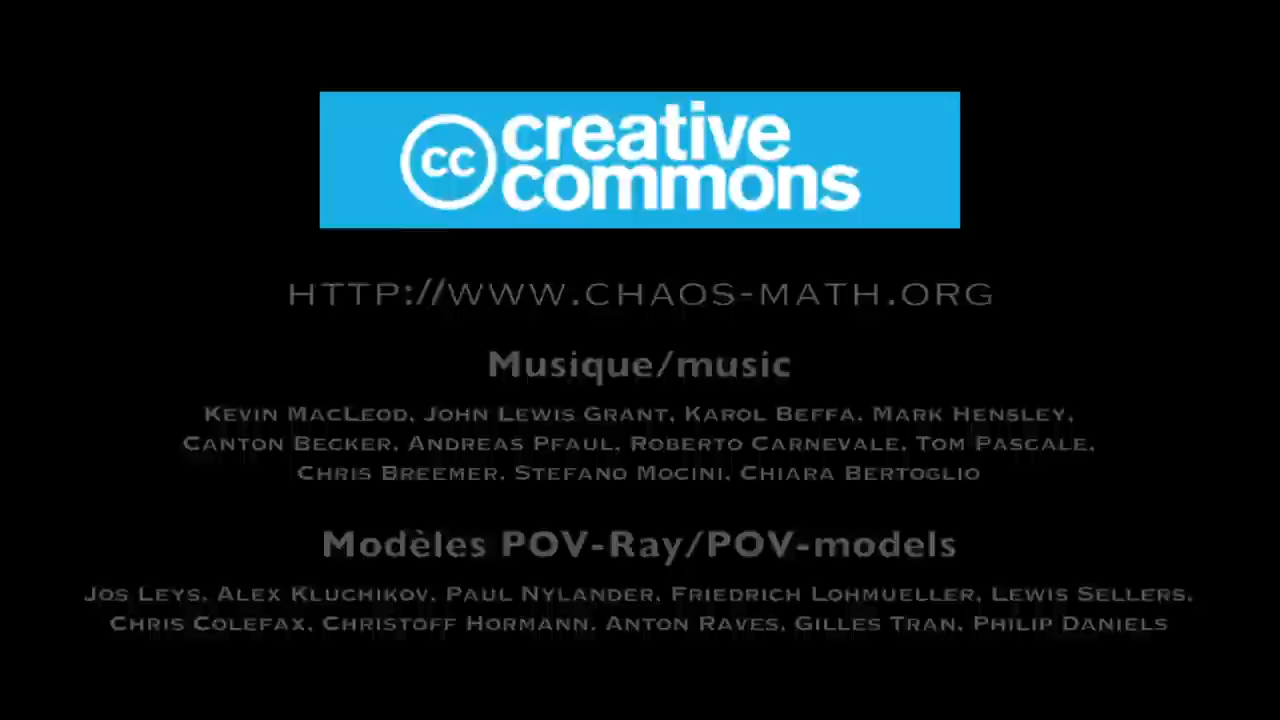 cc creative
commons
HTTP://WWW.CHAOS-MATH.ORG
Musique/music
KEVIN MACLEOD, JOHN LEWIS GRANT, KAROL BEFFA, MARK HENSLEY,
CANTON BECKER, ANDREAS PFAUL, ROBERTO CARNEVALE, TOM PASCALE,
CHRIS BREEMER, STEFANO MOCINI, CHIARA BERTOGLIO
Modèles POV-Ray/POV-models
JOS LEYS, ALEX KLUCHIKOV, PAUL NYLANDER, FRIEDRICH LOHMUELLER, LEWIS SELLERS,
CHRIS COLEFAX, CHRISTOFF HORMANN, ANTON RAVES, GILLES TRAN, PHILIP DANIELS